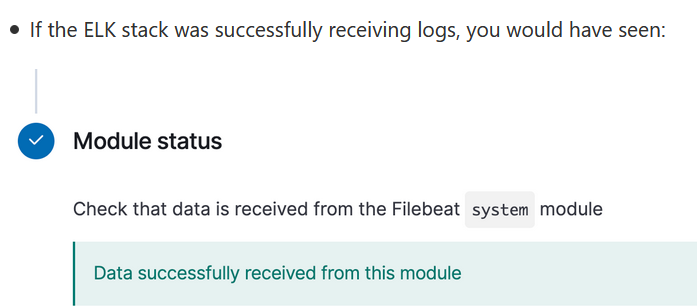 If the ELK stack was successfully receiving logs, you would have seen:
Module status
Check that data is received from the Filebeat system module
Data successfully received from this module